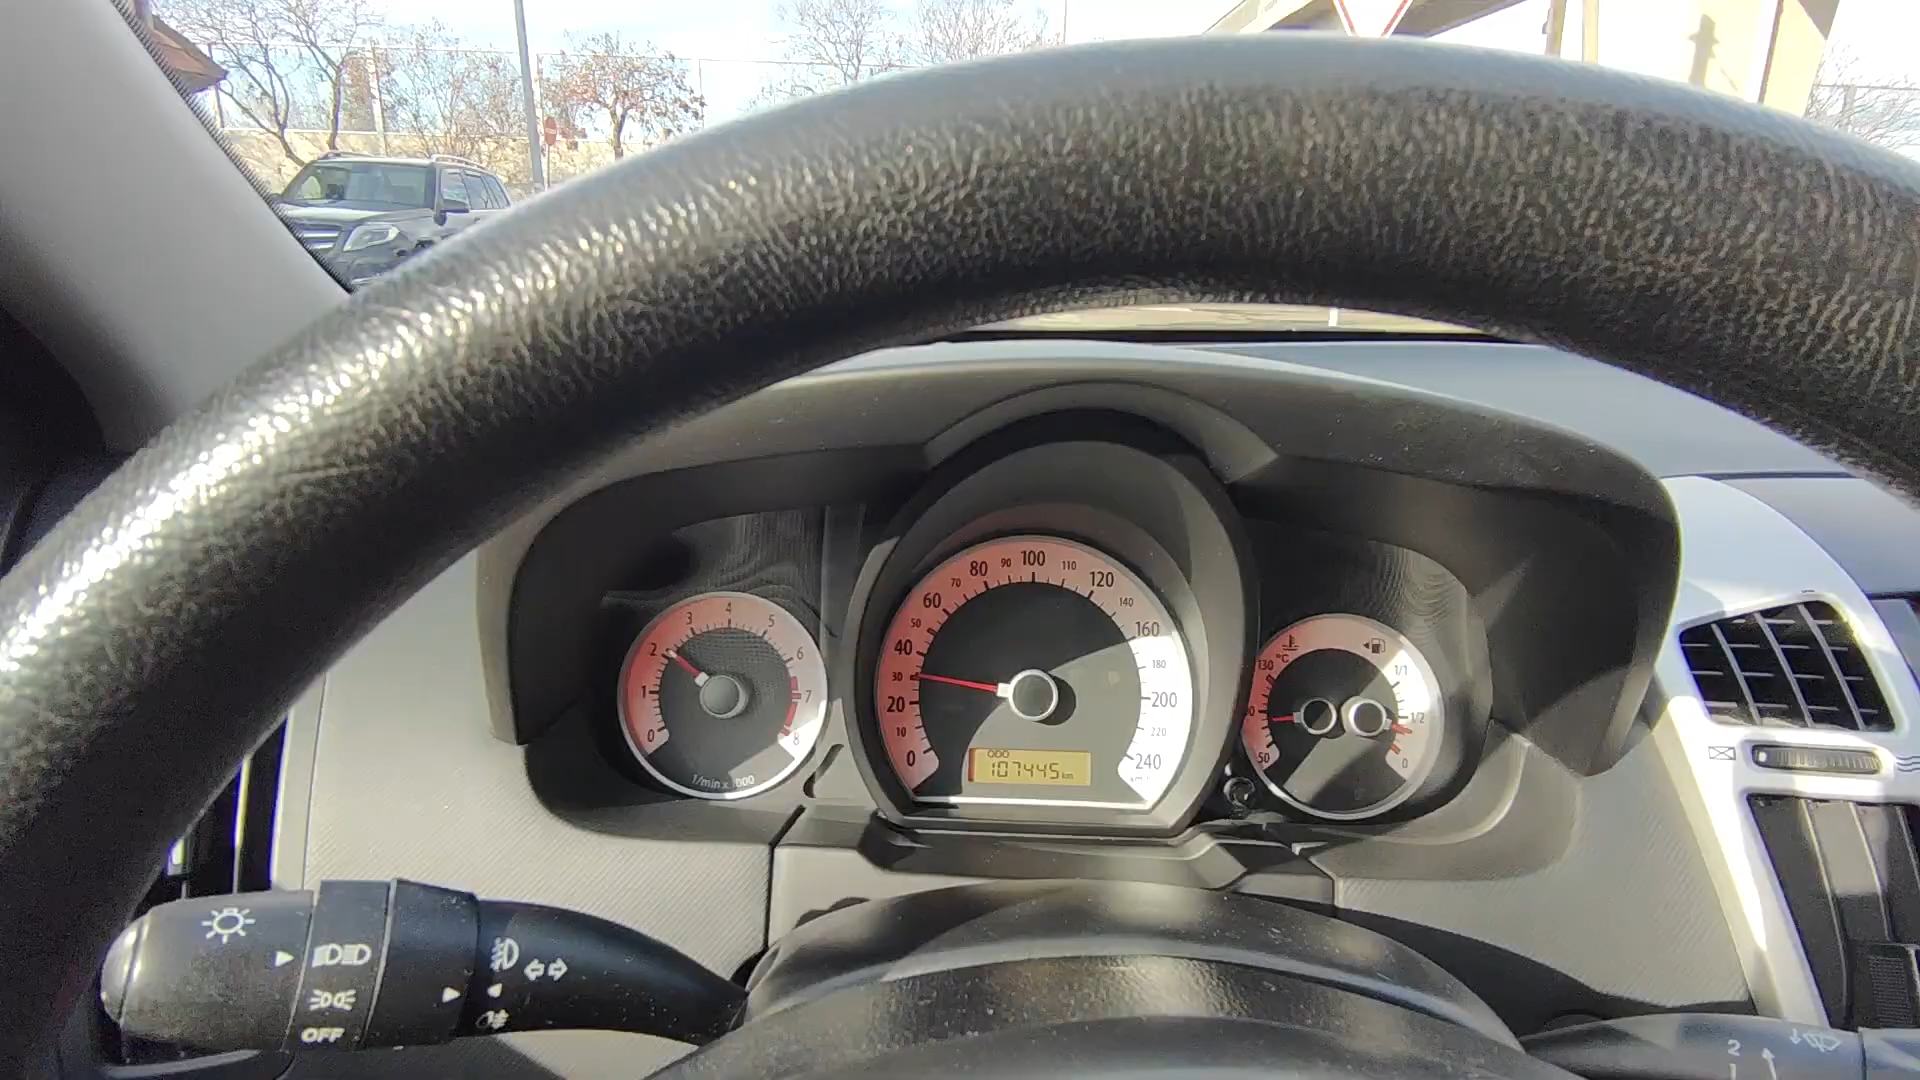 0 1 2 3 4 5 6 7 8
1/min x 1000
0 10 20 30 40 50 60 70 80 90 100 110 120 140 160 180 200 220 240
000
107445 km
50 130 °C
1/1 1/2 0
OFF
2